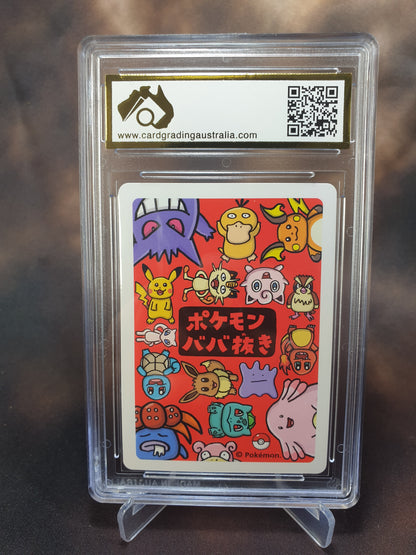 www.cardgradingaustralia.com
ポケモン
ババ抜き
© Pokémon